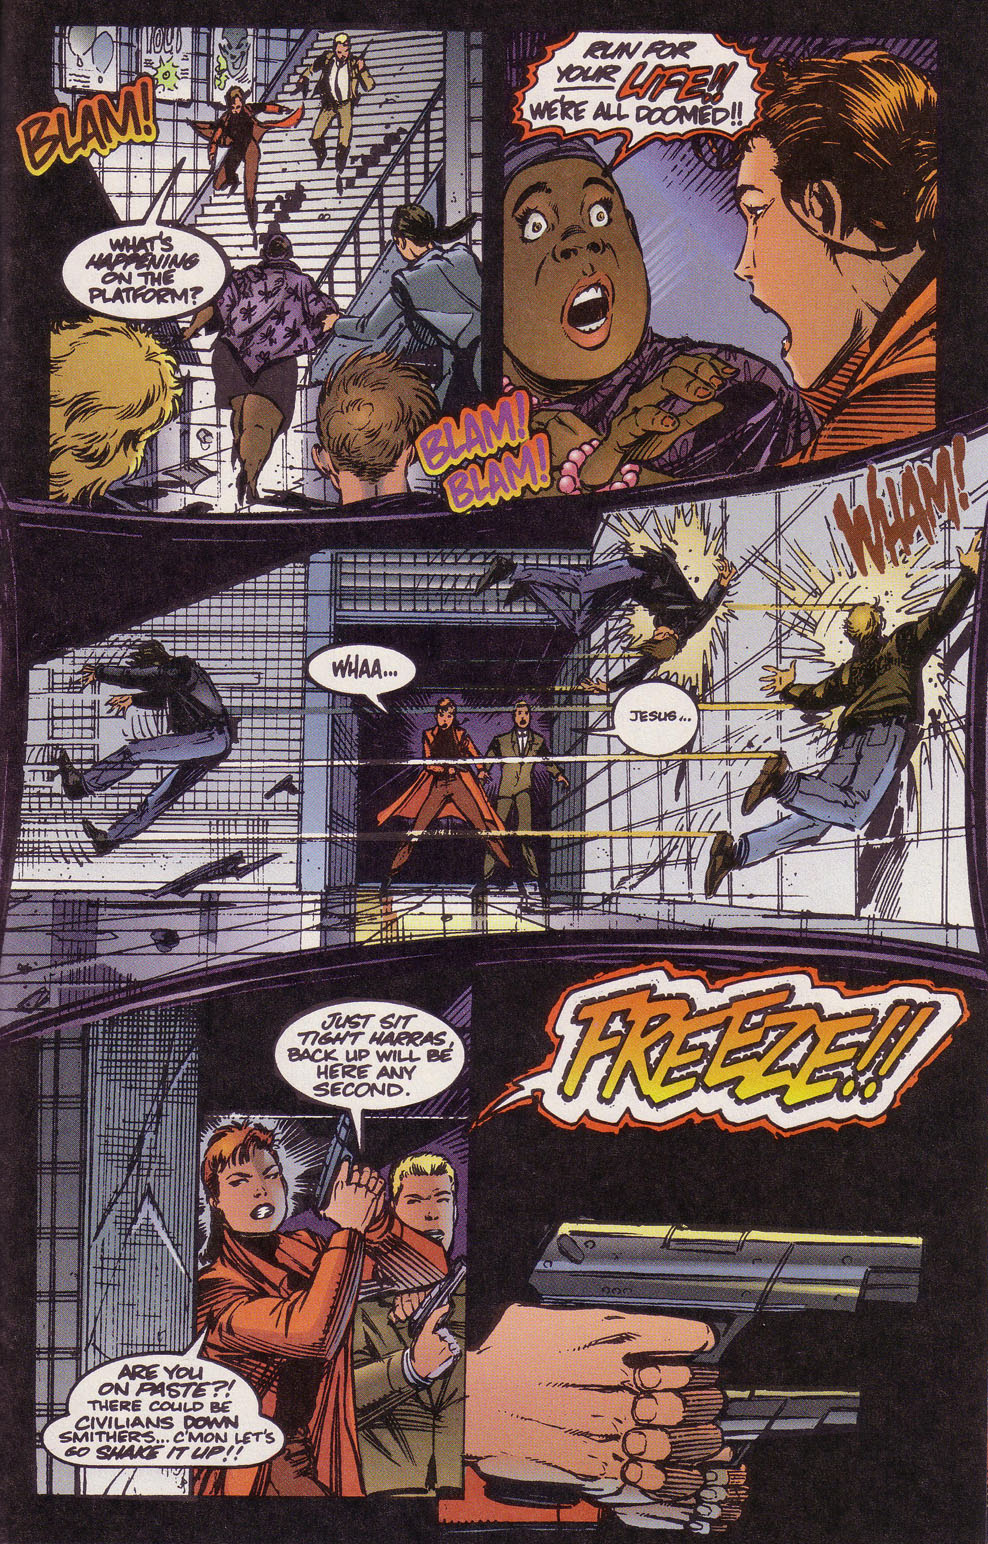 BLAM!
WHAT'S
HAPPENING
ON THE
PLATFORM?
RUN FOR
YOUR LIFE!!
WE'RE ALL DOOMED!!
BLAM!
BLAM!
WHAA...
JESUS...
WHAM!
JUST SIT
TIGHT HARRAS,
BACK UP WILL BE
HERE ANY
SECOND.
ARE YOU
ON PASTE?!
THERE COULD BE
CIVILIANS DOWN
SMITHERS... C'MON LET'S
GO SHAKE IT UP!!
FREEZE!!